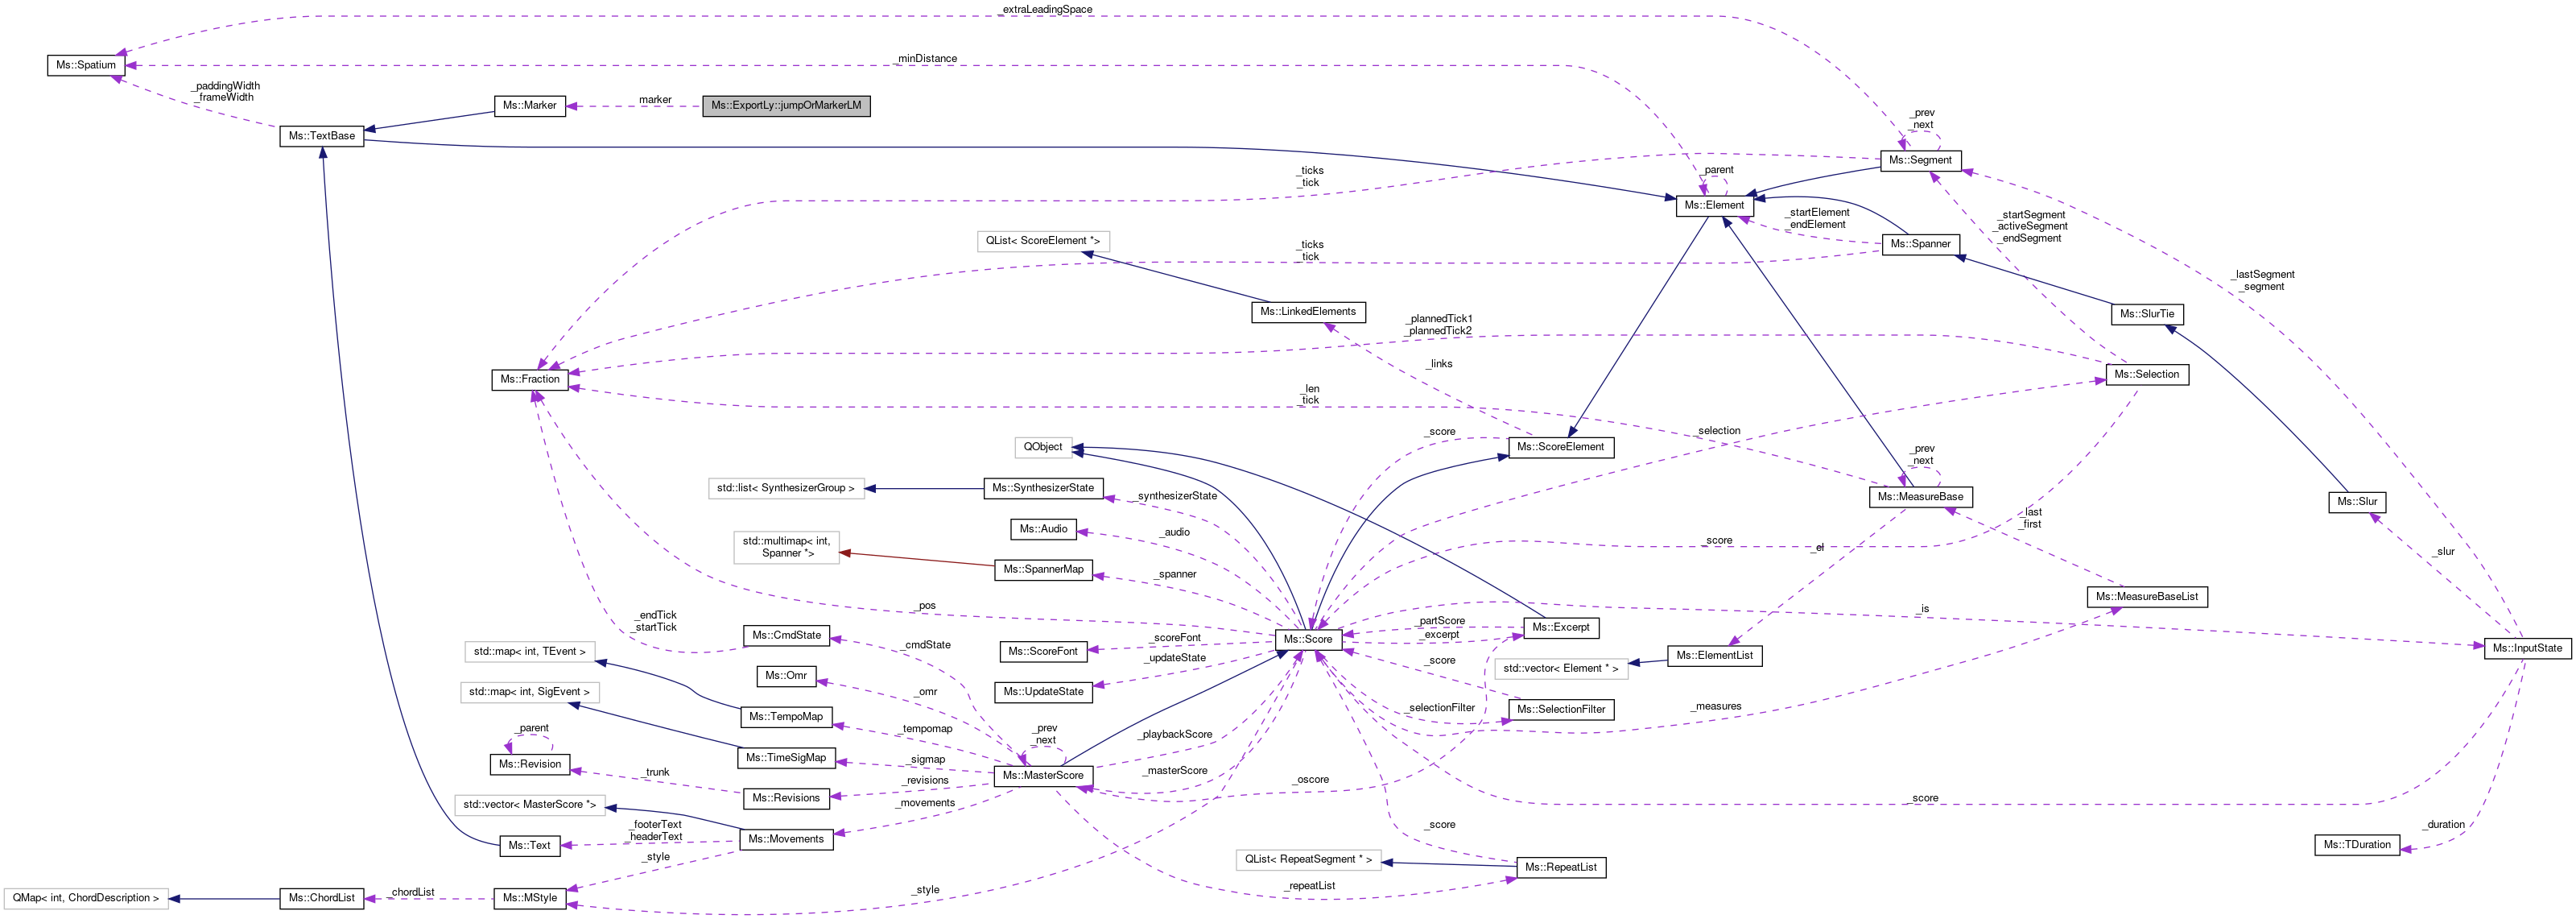 _extraLeadingSpace
Ms::Spatium
_minDistance
_paddingWidth
_frameWidth
Ms::Marker
marker
Ms::ExportLy::jumpOrMarkerLM
Ms::TextBase
_prev
_next
Ms::Segment
_ticks
_tick
_parent
Ms::Element
_startElement
_endElement
_startSegment
_activeSegment
_endSegment
QList< ScoreElement *>
_ticks
_tick
Ms::Spanner
_lastSegment
_segment
Ms::LinkedElements
Ms::SlurTie
_plannedTick1
_plannedTick2
Ms::Fraction
_links
Ms::Selection
_len
_tick
QObject
_score
_selection
Ms::ScoreElement
_prev
_next
std::list< SynthesizerGroup >
Ms::SynthesizerState
_synthesizerState
Ms::MeasureBase
Ms::Slur
Ms::Audio
_audio
_last
_first
std::multimap< int,
Spanner *>
_score
_el
_slur
Ms::SpannerMap
_spanner
Ms::MeasureBaseList
_pos
_is
_endTick
_startTick
Ms::CmdState
_cmdState
Ms::ScoreFont
_scoreFont
Ms::Score
_partScore
_excerpt
Ms::Excerpt
std::map< int, TEvent >
_updateState
_score
std::vector< Element * >
Ms::ElementList
Ms::InputState
Ms::Omr
_omr
Ms::UpdateState
std::map< int, SigEvent >
Ms::TempoMap
_tempomap
_selectionFilter
Ms::SelectionFilter
_measures
_parent
_prev
_next
_playbackScore
Ms::Revision
Ms::TimeSigMap
_sigmap
Ms::MasterScore
_masterScore
_trunk
_revisions
_oscore
Ms::Revisions
std::vector< MasterScore *>
_movements
_score
_footerText
_headerText
Ms::Movements
_score
_duration
Ms::Text
Ms::TDuration
_style
QList< RepeatSegment * >
Ms::RepeatList
QMap< int, ChordDescription >
Ms::ChordList
_chordList
Ms::MStyle
_style
_repeatList